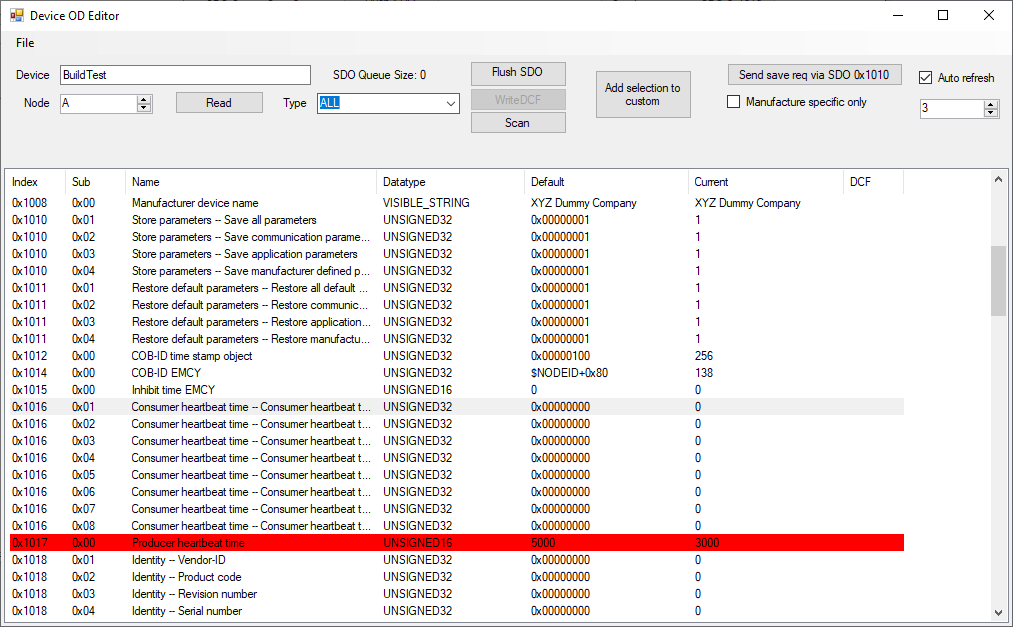 Device OD Editor
File
Device BuildTest SDO Queue Size: 0 Flush SDO Add selection to custom Send save req via SDO 0x1010 Auto refresh
Node A Read Type ALL WriteDCF Manufacture specific only 3
Scan
Index Sub Name Datatype Default Current DCF
0x1008 0x00 Manufacturer device name VISIBLE_STRING XYZ Dummy Company XYZ Dummy Company
0x1010 0x01 Store parameters -- Save all parameters UNSIGNED32 0x00000001 1
0x1010 0x02 Store parameters -- Save communication parame... UNSIGNED32 0x00000001 1
0x1010 0x03 Store parameters -- Save application parameters UNSIGNED32 0x00000001 1
0x1010 0x04 Store parameters -- Save manufacturer defined p... UNSIGNED32 0x00000001 1
0x1011 0x01 Restore default parameters -- Restore all default ... UNSIGNED32 0x00000001 1
0x1011 0x02 Restore default parameters -- Restore communic... UNSIGNED32 0x00000001 1
0x1011 0x03 Restore default parameters -- Restore application... UNSIGNED32 0x00000001 1
0x1011 0x04 Restore default parameters -- Restore manufactu... UNSIGNED32 0x00000001 1
0x1012 0x00 COB-ID time stamp object UNSIGNED32 0x00000100 256
0x1014 0x00 COB-ID EMCY UNSIGNED32 $NODEID+0x80 138
0x1015 0x00 Inhibit time EMCY UNSIGNED16 0 0
0x1016 0x01 Consumer heartbeat time -- Consumer heartbeat t... UNSIGNED32 0x00000000 0
0x1016 0x02 Consumer heartbeat time -- Consumer heartbeat t... UNSIGNED32 0x00000000 0
0x1016 0x03 Consumer heartbeat time -- Consumer heartbeat t... UNSIGNED32 0x00000000 0
0x1016 0x04 Consumer heartbeat time -- Consumer heartbeat t... UNSIGNED32 0x00000000 0
0x1016 0x05 Consumer heartbeat time -- Consumer heartbeat t... UNSIGNED32 0x00000000 0
0x1016 0x06 Consumer heartbeat time -- Consumer heartbeat t... UNSIGNED32 0x00000000 0
0x1016 0x07 Consumer heartbeat time -- Consumer heartbeat t... UNSIGNED32 0x00000000 0
0x1016 0x08 Consumer heartbeat time -- Consumer heartbeat t... UNSIGNED32 0x00000000 0
0x1017 0x00 Producer heartbeat time UNSIGNED16 5000 3000
0x1018 0x01 Identity -- Vendor-ID UNSIGNED32 0x00000000 0
0x1018 0x02 Identity -- Product code UNSIGNED32 0x00000000 0
0x1018 0x03 Identity -- Revision number UNSIGNED32 0x00000000 0
0x1018 0x04 Identity -- Serial number UNSIGNED32 0x00000000 0